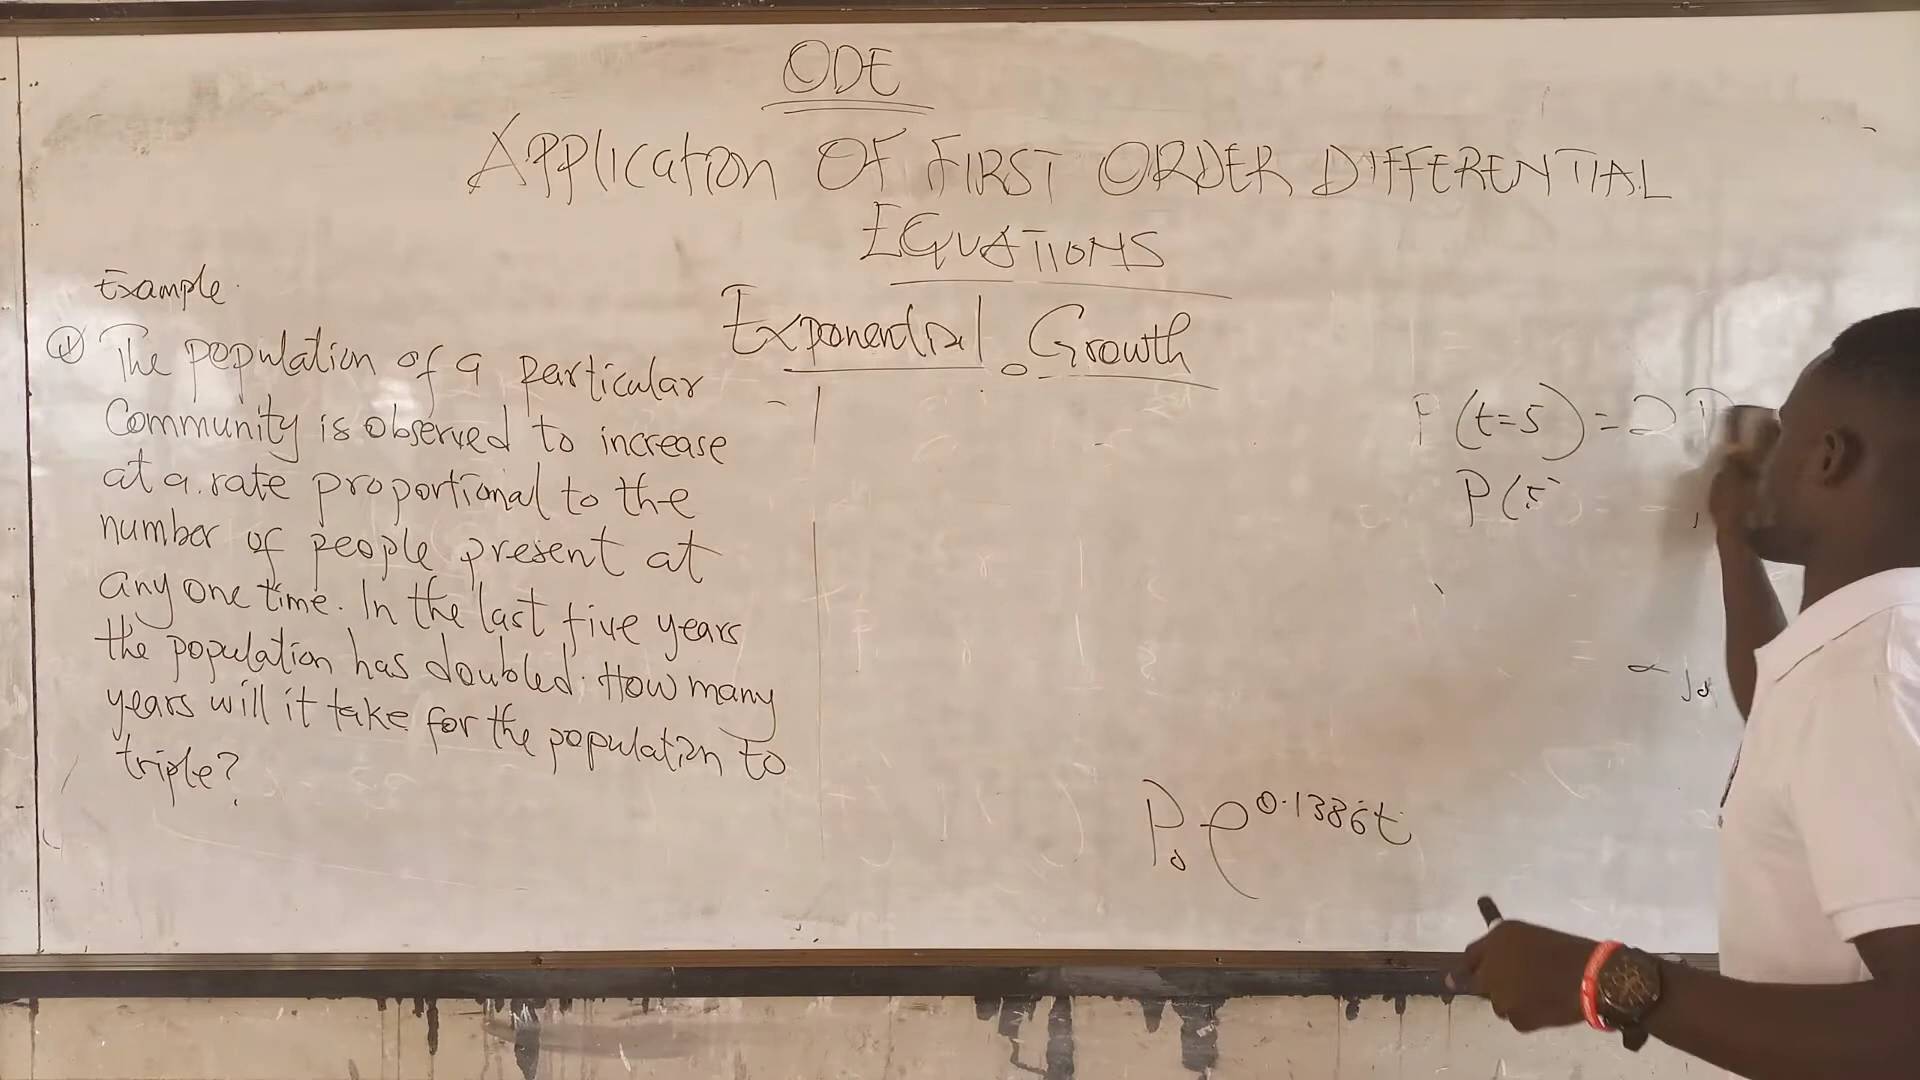 ODE
Application OF FIRST ORDER DIFFERENTIAL
EQUATIONS
Exponential Growth
Example
① The population of a particular
Community is observed to increase
at a rate proportional to the
number of people present at
any one time. In the last five years
the population has doubled. How many
years will it take for the population to
triple?
P(t=5) = 2P
P(5
P₀e^0.1386t